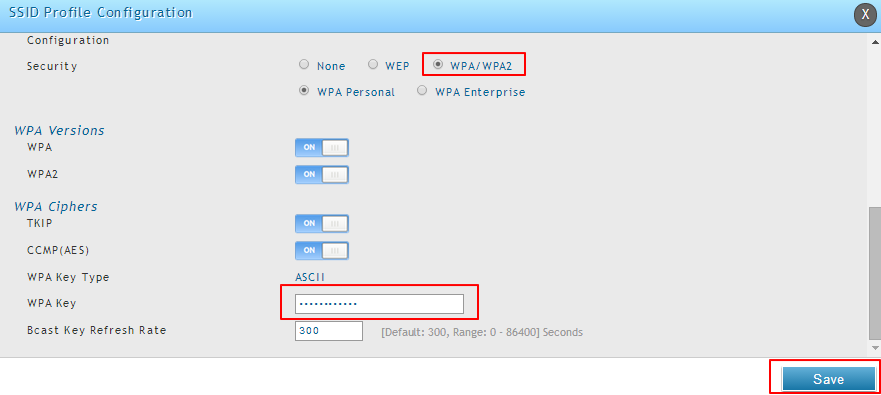 SSID Profile Configuration X
Configuration
Security None WEP WPA/WPA2
WPA Personal WPA Enterprise
WPA Versions
WPA ON
WPA2 ON
WPA Ciphers
TKIP ON
CCMP(AES) ON
WPA Key Type ASCII
WPA Key ••••••••••••
Bcast Key Refresh Rate 300 [Default: 300, Range: 0 - 86400] Seconds
Save